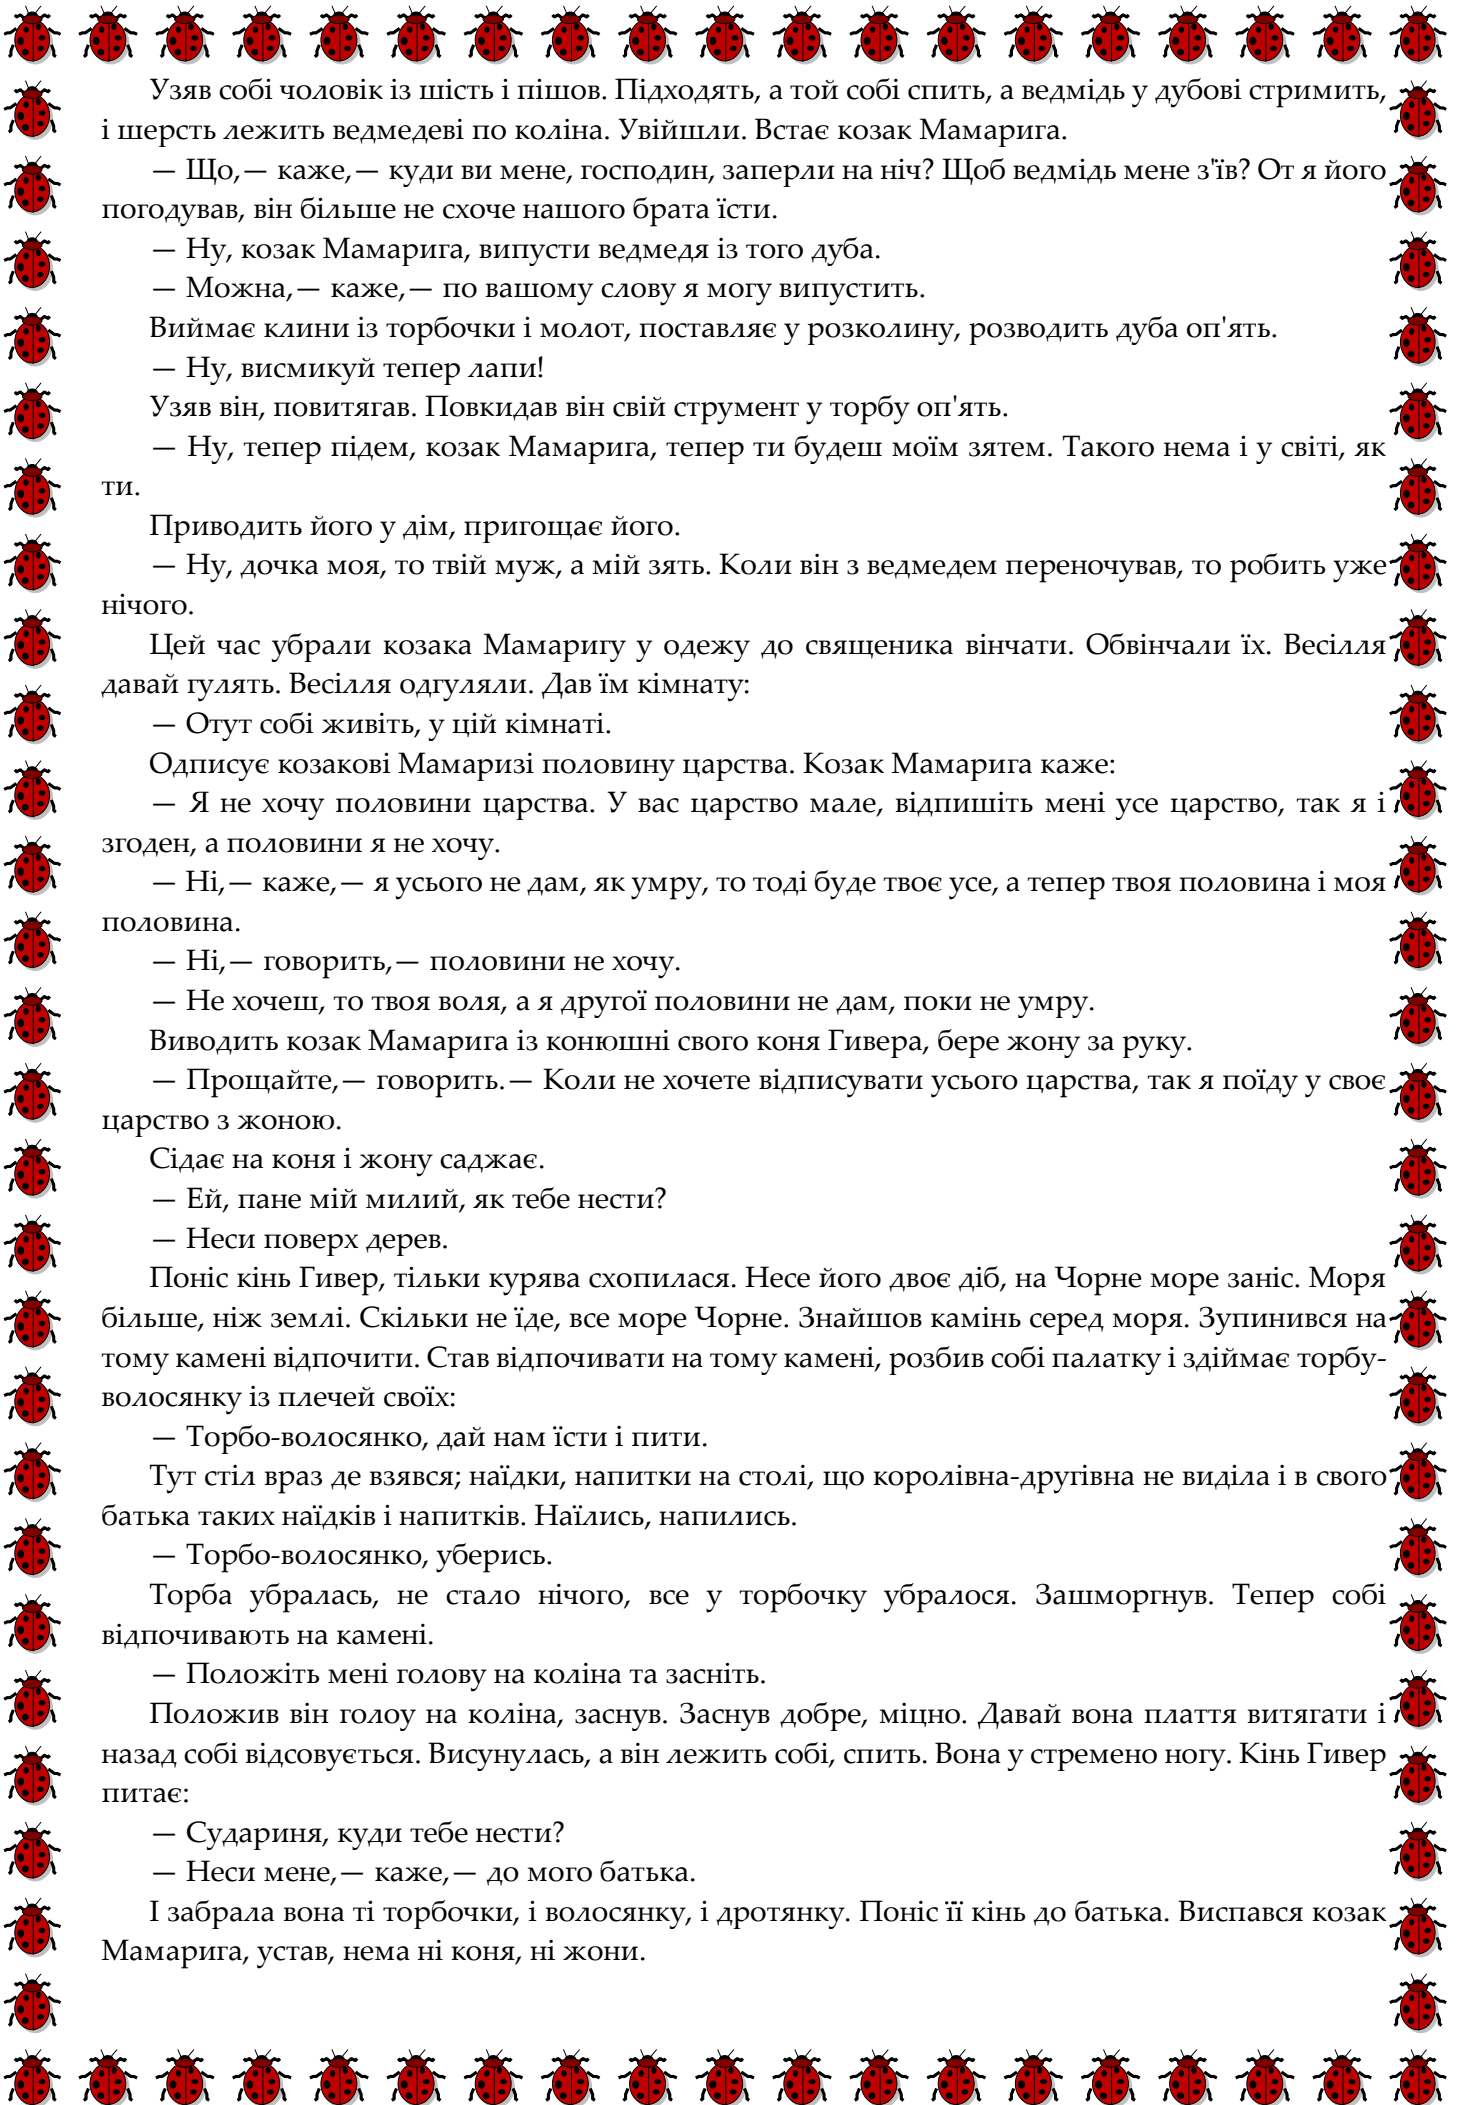 Узяв собі чоловік із шість і пішов. Підходять, а той собі спить, а ведмідь у дубові стримить,
і шерсть лежить ведмедеві по коліна. Увійшли. Встає козак Мамарига.
— Що,— каже,— куди ви мене, господин, заперли на ніч? Щоб ведмідь мене з'їв? От я його
погодував, він більше не схоче нашого брата їсти.
— Ну, козак Мамарига, випусти ведмедя із того дуба.
— Можна,— каже,— по вашому слову я могу випустить.
Виймає клини із торбочки і молот, поставляє у розколину, розводить дуба оп'ять.
— Ну, висмикуй тепер лапи!
Узяв він, повитягав. Повкидав він свій струмент у торбу оп'ять.
— Ну, тепер підем, козак Мамарига, тепер ти будеш моїм зятем. Такого нема і у світі, як
ти.
Приводить його у дім, пригощає його.
— Ну, дочка моя, то твій муж, а мій зять. Коли він з ведмедем переночував, то робить уже
нічого.
Цей час убрали козака Мамаригу у одежу до священика вінчати. Обвінчали їх. Весілля
давай гулять. Весілля одгуляли. Дав їм кімнату:
— Отут собі живіть, у цій кімнаті.
Одписує козакові Мамаризі половину царства. Козак Мамарига каже:
— Я не хочу половини царства. У вас царство мале, відпишіть мені усе царство, так я і
згоден, а половини я не хочу.
— Ні,— каже,— я усього не дам, як умру, то тоді буде твоє усе, а тепер твоя половина і моя
половина.
— Ні,— говорить,— половини не хочу.
— Не хочеш, то твоя воля, а я другої половини не дам, поки не умру.
Виводить козак Мамарига із конюшні свого коня Гивера, бере жону за руку.
— Прощайте,— говорить.— Коли не хочете відписувати усього царства, так я поїду у своє
царство з жоною.
Сідає на коня і жону саджає.
— Ей, пане мій милий, як тебе нести?
— Неси поверх дерев.
Поніс кінь Гивер, тільки курява схопилася. Несе його двоє діб, на Чорне море заніс. Моря
більше, ніж землі. Скільки не їде, все море Чорне. Знайшов камінь серед моря. Зупинився на
тому камені відпочити. Став відпочивати на тому камені, розбив собі палатку і здіймає торбу-
волосянку із плечей своїх:
— Торбо-волосянко, дай нам їсти і пити.
Тут стіл враз де взявся; наїдки, напитки на столі, що королівна-другівна не виділа і в свого
батька таких наїдків і напитків. Наїлись, напились.
— Торбо-волосянко, уберись.
Торба убралась, не стало нічого, все у торбочку убралося. Зашморгнув. Тепер собі
відпочивають на камені.
— Положіть мені голову на коліна та засніть.
Положив він голоу на коліна, заснув. Заснув добре, міцно. Давай вона плаття витягати і
назад собі відсовується. Висунулась, а він лежить собі, спить. Вона у стремено ногу. Кінь Гивер
питає:
— Судариня, куди тебе нести?
— Неси мене,— каже,— до мого батька.
І забрала вона ті торбочки, і волосянку, і дротянку. Поніс її кінь до батька. Виспався козак
Мамарига, устав, нема ні коня, ні жони.